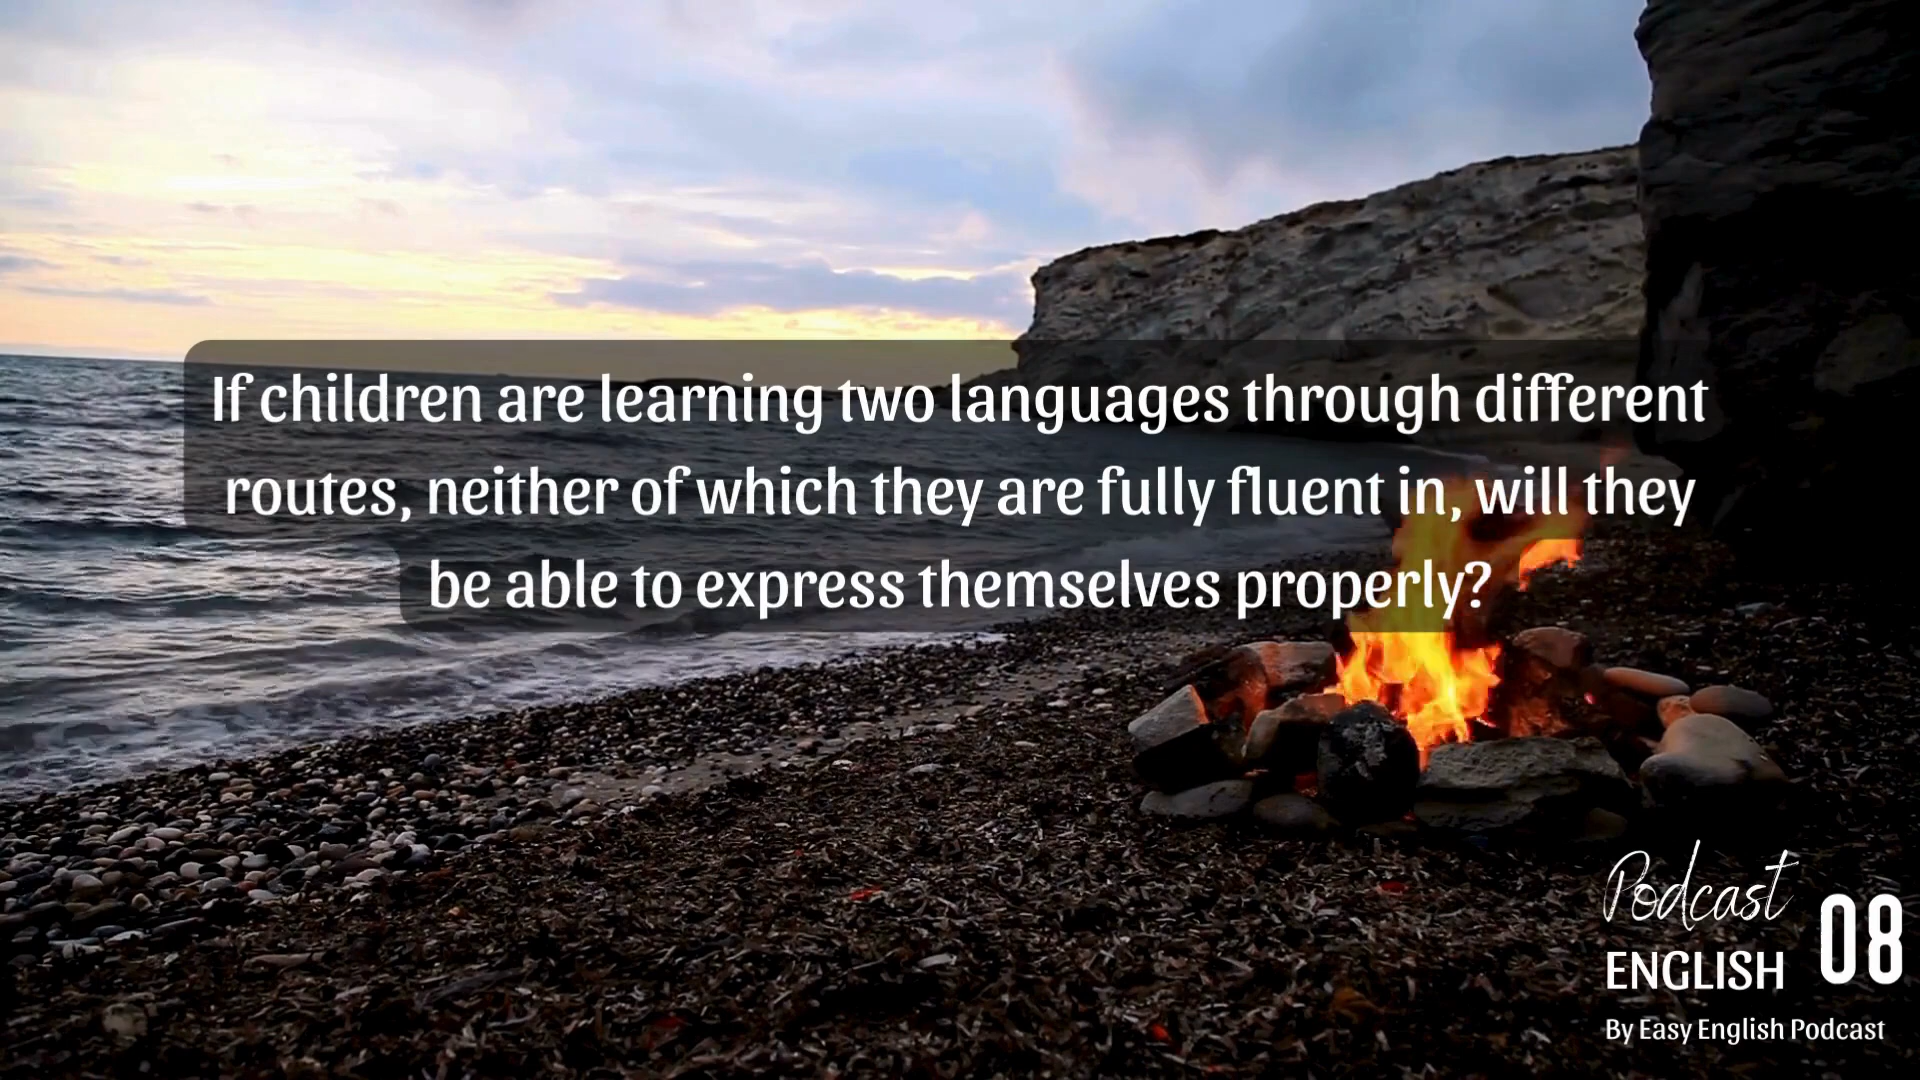 If children are learning two languages through different
routes, neither of which they are fully fluent in, will they
be able to express themselves properly?
Podcast
ENGLISH
08
By Easy English Podcast